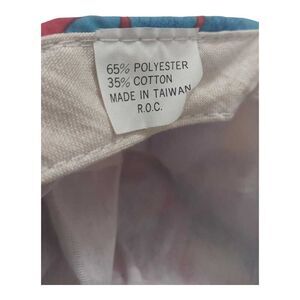 65% POLYESTER
35% COTTON
MADE IN TAIWAN
R.O.C.